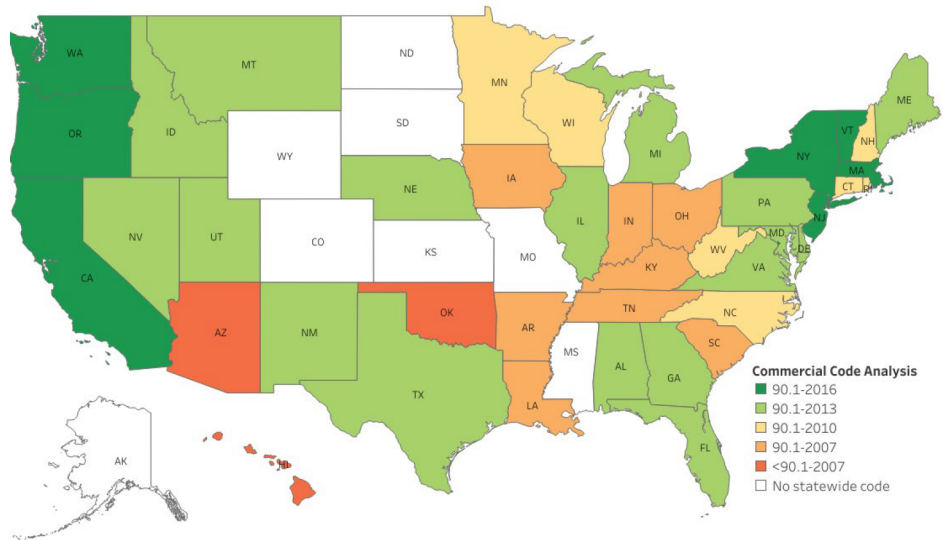 WA
MT
ND
MN
ME
OR
ID
SD
WI
VT
NH
WY
MI
NY
MA
CT
RI
IA
NE
PA
NV
UT
IL
IN
OH
NJ
CO
MD
DE
KS
MO
WV
CA
KY
VA
AZ
NM
OK
AR
TN
NC
SC
MS
AL
GA
TX
LA
FL
AK
HI
Commercial Code Analysis
90.1-2016
90.1-2013
90.1-2010
90.1-2007
<90.1-2007
No statewide code